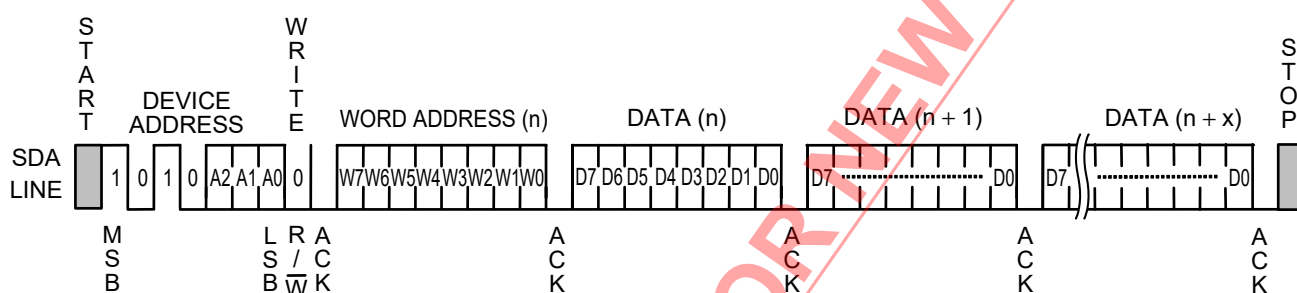 START
DEVICE
ADDRESS
WRITE
WORD ADDRESS (n)
DATA (n)
DATA (n + 1)
DATA (n + x)
STOP
SDA
LINE
1 0 1 0 A2 A1 A0 0
W7 W6 W5 W4 W3 W2 W1 W0
D7 D6 D5 D4 D3 D2 D1 D0
D7 D0
D7 D0
MSB
LSB
R/W
ACK
ACK
ACK
ACK
ACK
OR NEW